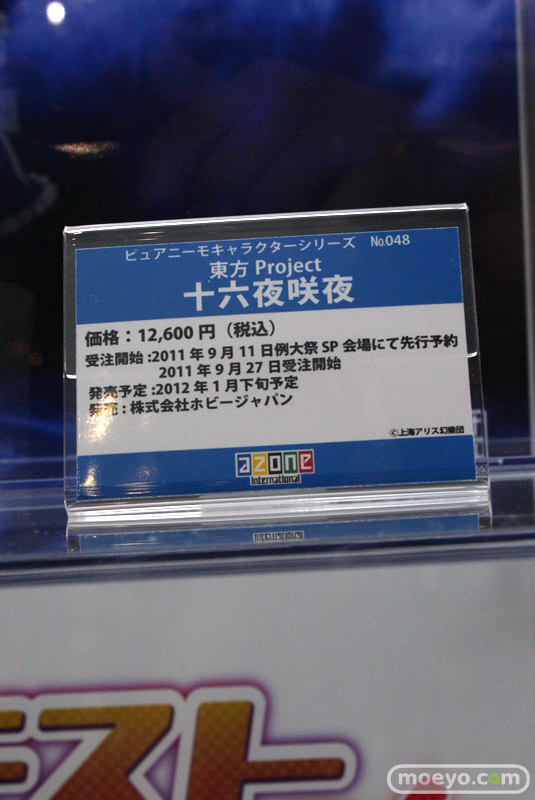 ピュアニーモキャラクターシリーズ №048
東方 Project
十六夜咲夜
価格：12,600 円（税込）
受注開始 :2011 年 9 月 11 日例大祭 SP 会場にて先行予約
2011 年 9 月 27 日受注開始
発売予定 : 2012 年 1 月下旬予定
発売 : 株式会社ホビージャパン
©上海アリス幻樂団
azone
International
スト
moeyo.com